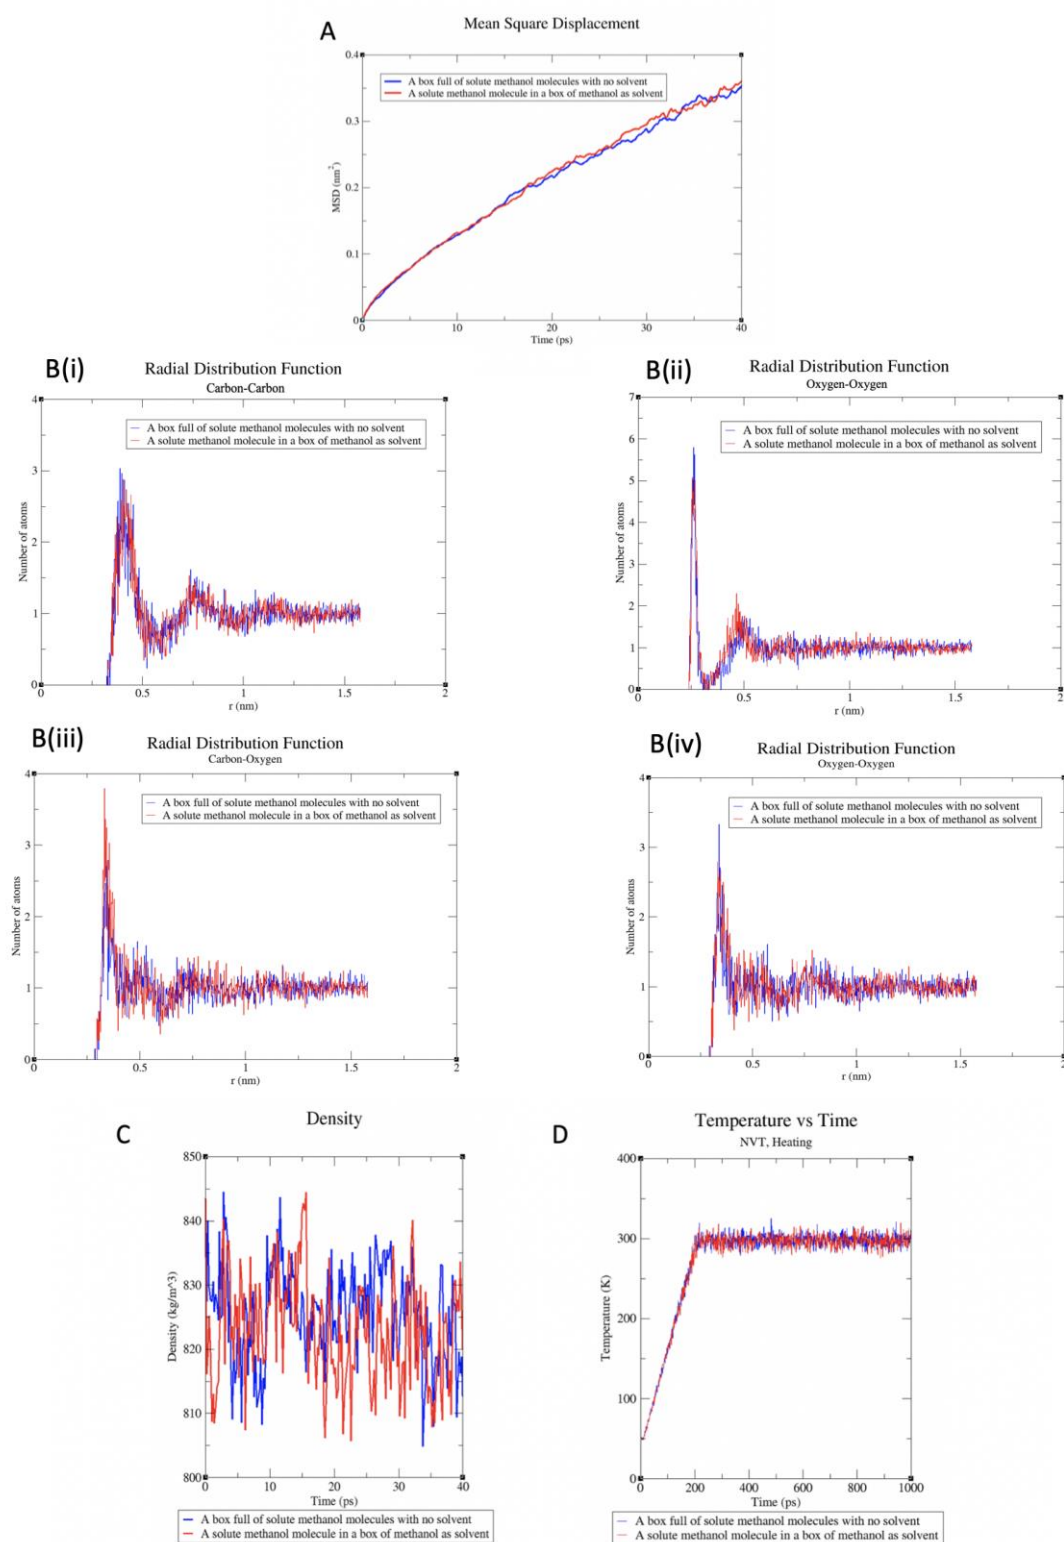 A
Mean Square Displacement
0.4
0.3
0.2
0.1
0
MSD (nm²)
A box full of solute methanol molecules with no solvent
A solute methanol molecule in a box of methanol as solvent
0 10 20 30 40
Time (ps)
B(i)
Radial Distribution Function
Carbon-Carbon
4
3
2
1
0
Number of atoms
A box full of solute methanol molecules with no solvent
A solute methanol molecule in a box of methanol as solvent
0 0.5 1 1.5 2
r (nm)
B(ii)
Radial Distribution Function
Oxygen-Oxygen
7
6
5
4
3
2
1
0
Number of atoms
A box full of solute methanol molecules with no solvent
A solute methanol molecule in a box of methanol as solvent
0 0.5 1 1.5 2
r (nm)
B(iii)
Radial Distribution Function
Carbon-Oxygen
4
3
2
1
0
Number of atoms
A box full of solute methanol molecules with no solvent
A solute methanol molecule in a box of methanol as solvent
0 0.5 1 1.5 2
r (nm)
B(iv)
Radial Distribution Function
Oxygen-Oxygen
4
3
2
1
0
Number of atoms
A box full of solute methanol molecules with no solvent
A solute methanol molecule in a box of methanol as solvent
0 0.5 1 1.5 2
r (nm)
C
Density
850
840
830
820
810
800
Density (kg/m^3)
0 10 20 30 40
Time (ps)
A box full of solute methanol molecules with no solvent
A solute methanol molecule in a box of methanol as solvent
D
Temperature vs Time
NVT, Heating
400
300
200
100
0
Temperature (K)
0 200 400 600 800 1000
Time (ps)
A box full of solute methanol molecules with no solvent
A solute methanol molecule in a box of methanol as solvent